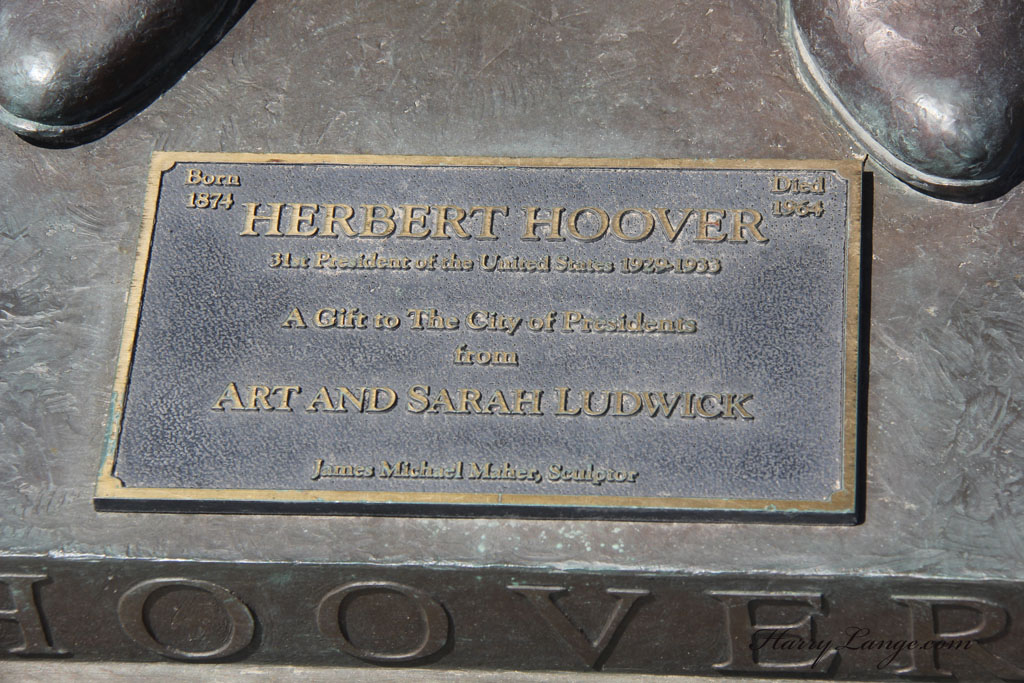 Born
1874
Died
1964
HERBERT HOOVER
31st President of the United States 1929-1933
A Gift to The City of Presidents
from
ART AND SARAH LUDWICK
James Michael Maher, Sculptor
HOOVER
HarryLange.com